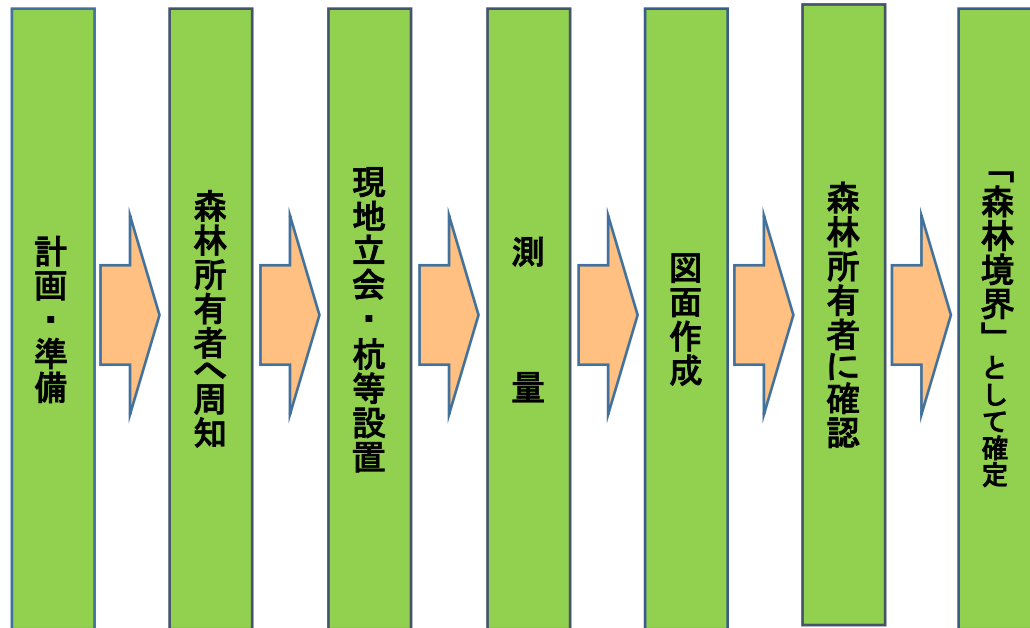 計画・準備
森林所有者へ周知
現地立会・杭等設置
測量
図面作成
森林所有者に確認
「森林境界」として確定